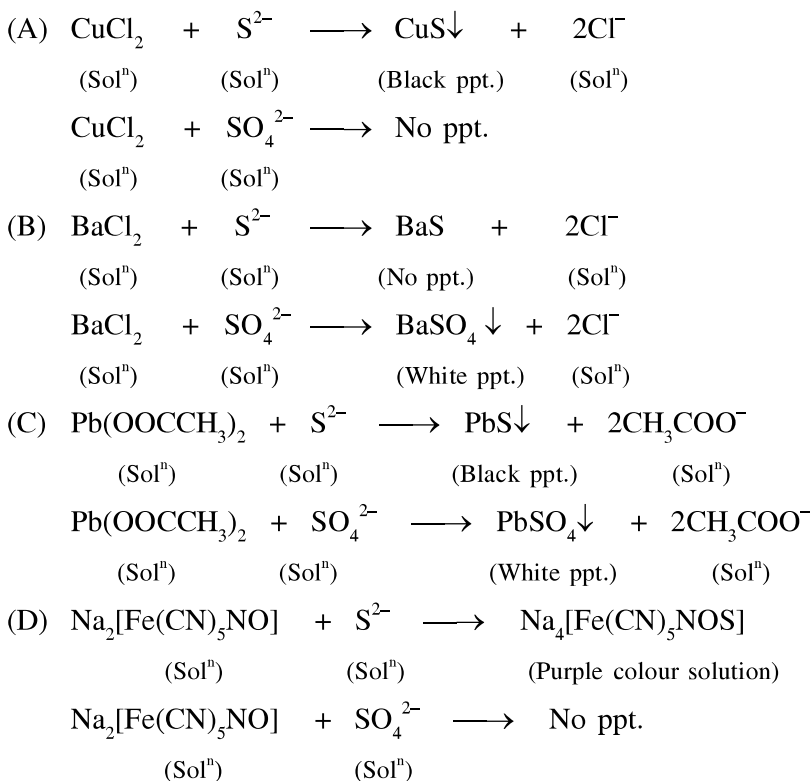 (A) CuCl₂ + S²⁻ ⟶ CuS↓ + 2Cl⁻
(Solⁿ) (Solⁿ) (Black ppt.) (Solⁿ)
CuCl₂ + SO₄²⁻ ⟶ No ppt.
(Solⁿ) (Solⁿ)
(B) BaCl₂ + S²⁻ ⟶ BaS + 2Cl⁻
(Solⁿ) (Solⁿ) (No ppt.) (Solⁿ)
BaCl₂ + SO₄²⁻ ⟶ BaSO₄↓ + 2Cl⁻
(Solⁿ) (Solⁿ) (White ppt.) (Solⁿ)
(C) Pb(OOCCH₃)₂ + S²⁻ ⟶ PbS↓ + 2CH₃COO⁻
(Solⁿ) (Solⁿ) (Black ppt.) (Solⁿ)
Pb(OOCCH₃)₂ + SO₄²⁻ ⟶ PbSO₄↓ + 2CH₃COO⁻
(Solⁿ) (Solⁿ) (White ppt.) (Solⁿ)
(D) Na₂[Fe(CN)₅NO] + S²⁻ ⟶ Na₄[Fe(CN)₅NOS]
(Solⁿ) (Solⁿ) (Purple colour solution)
Na₂[Fe(CN)₅NO] + SO₄²⁻ ⟶ No ppt.
(Solⁿ) (Solⁿ)